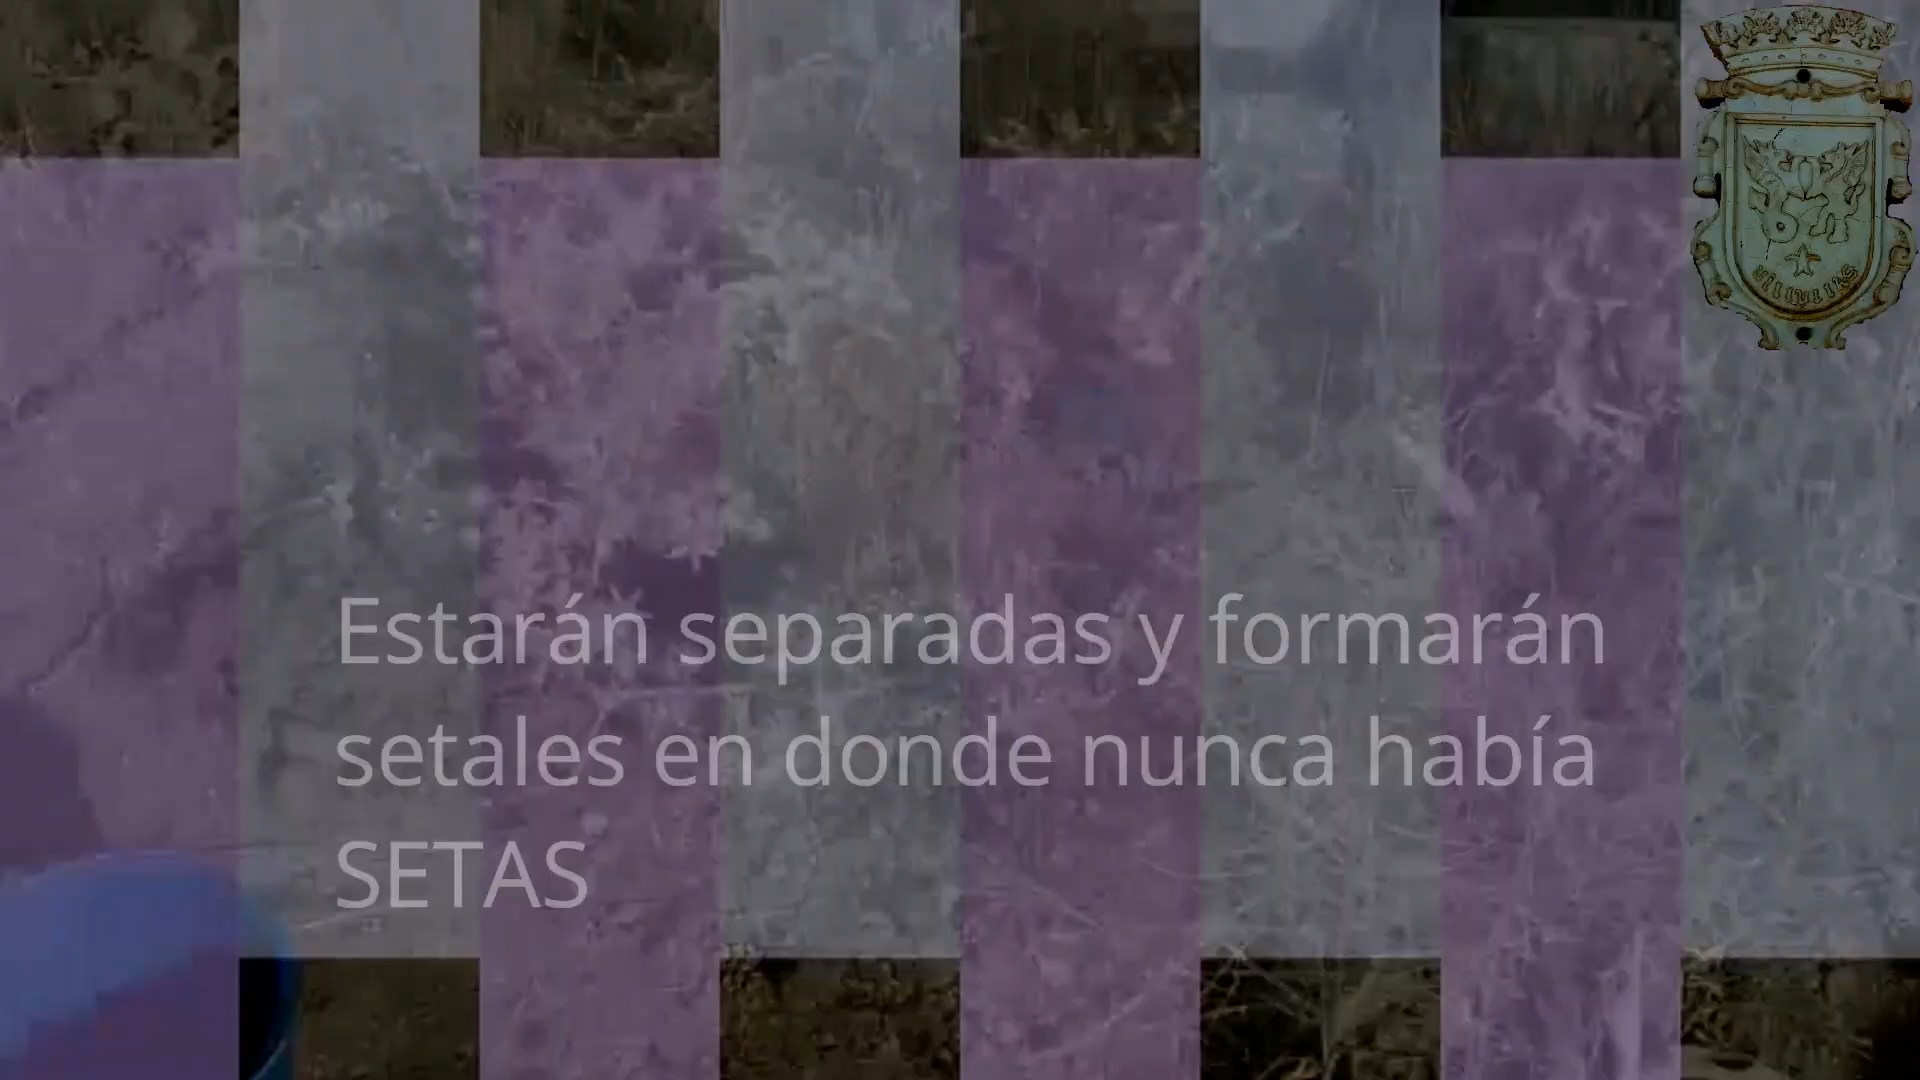 Estarán separadas y formarán
setales en donde nunca había
SETAS